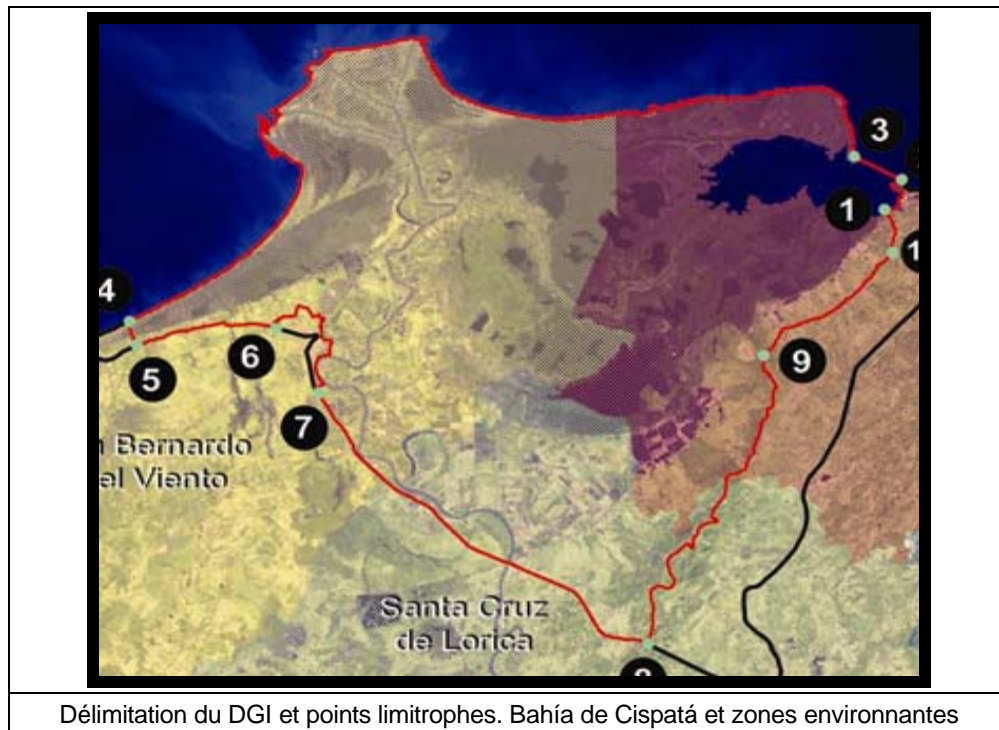 3
1
4
9
5
6
7
n Bernardo
el Viento
Santa Cruz
de Lorica
Délimitation du DGI et points limitrophes. Bahía de Cispatá et zones environnantes